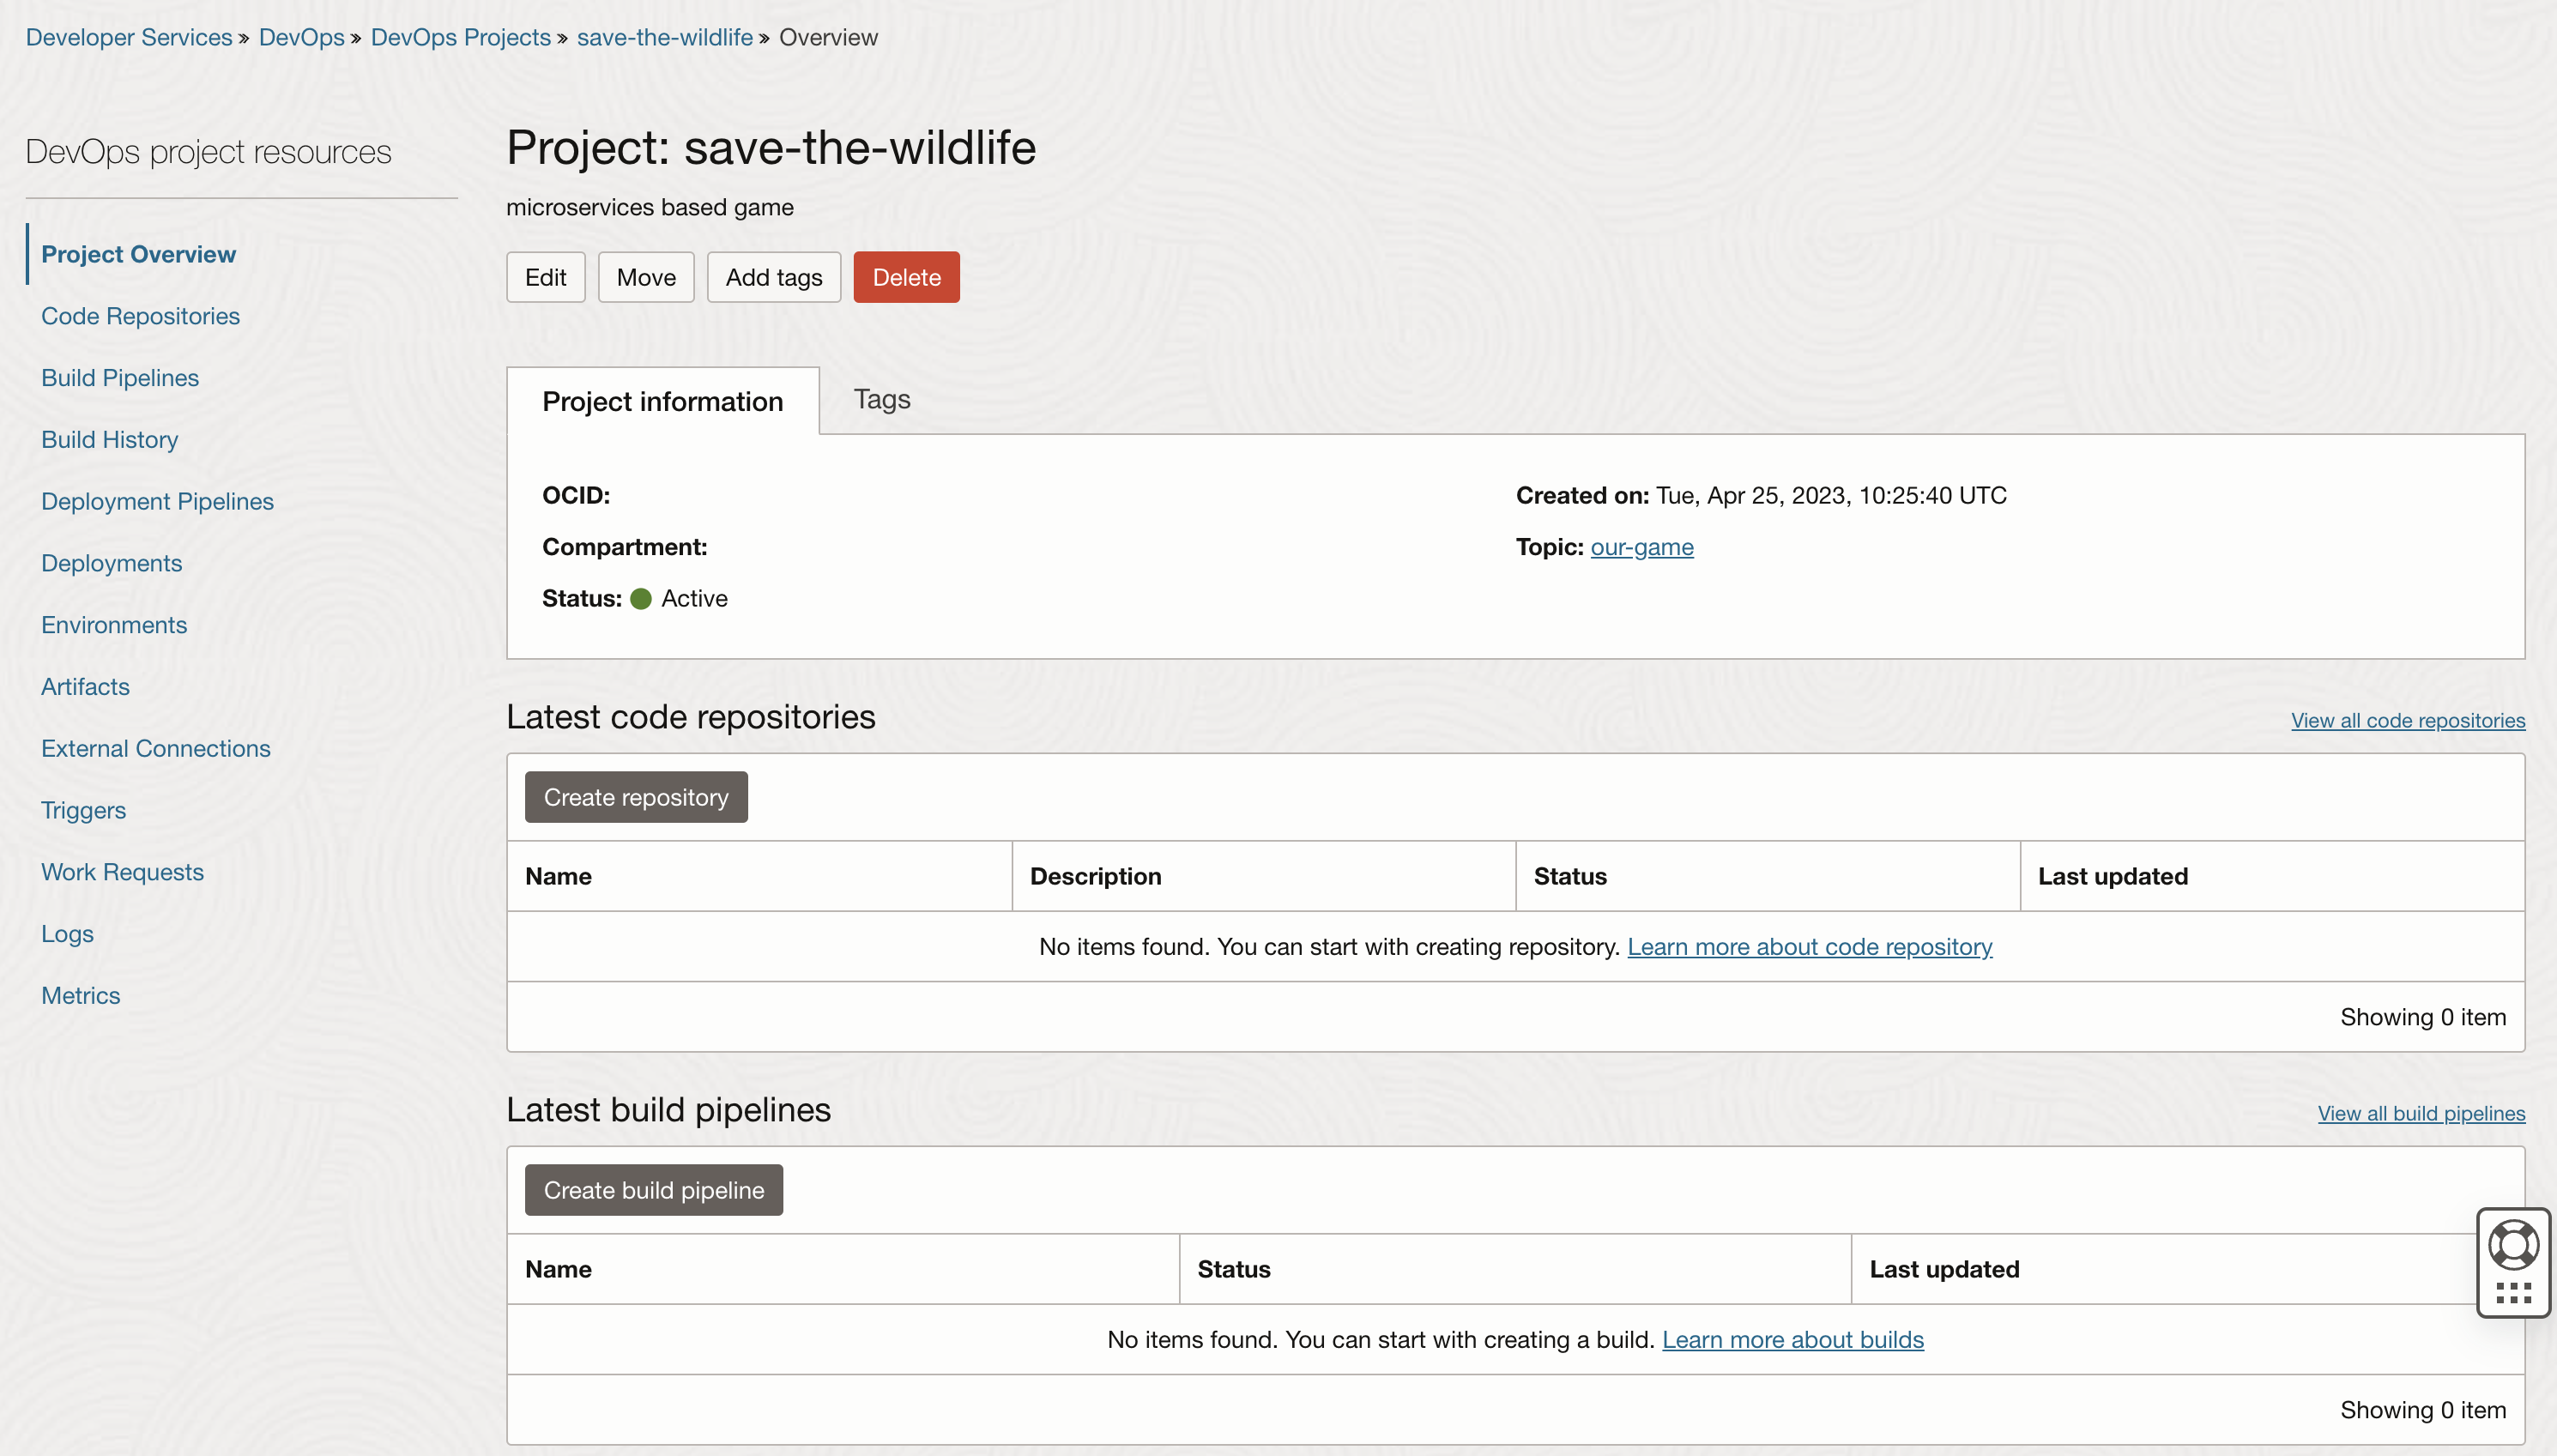 Developer Services » DevOps » DevOps Projects » save-the-wildlife » Overview
DevOps project resources
Project Overview
Code Repositories
Build Pipelines
Build History
Deployment Pipelines
Deployments
Environments
Artifacts
External Connections
Triggers
Work Requests
Logs
Metrics
Project: save-the-wildlife
microservices based game
Edit Move Add tags Delete
Project information Tags
OCID:
Compartment:
Status: Active
Created on: Tue, Apr 25, 2023, 10:25:40 UTC
Topic: our-game
Latest code repositories View all code repositories
Create repository
Name Description Status Last updated
No items found. You can start with creating repository. Learn more about code repository
Showing 0 item
Latest build pipelines View all build pipelines
Create build pipeline
Name Status Last updated
No items found. You can start with creating a build. Learn more about builds
Showing 0 item